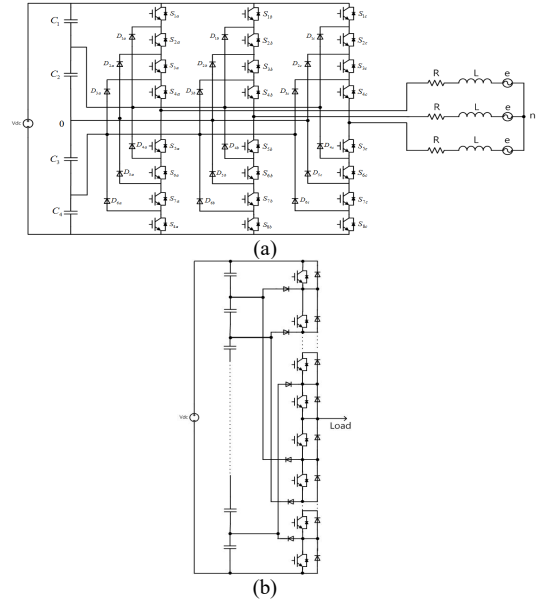 C1
C2
Vdc
0
C3
C4
S1a
S2a
S3a
S4a
S5a
S6a
S7a
S8a
D1a
D2a
D3a
D4a
D5a
D6a
S1b
S2b
S3b
S4b
S5b
S6b
S7b
S8b
D1b
D2b
D3b
D4b
D5b
D6b
S1c
S2c
S3c
S4c
S5c
S6c
S7c
S8c
D1c
D2c
D3c
D4c
D5c
D6c
R L e
R L e
n
R L e
(a)
Vdc
Load
(b)